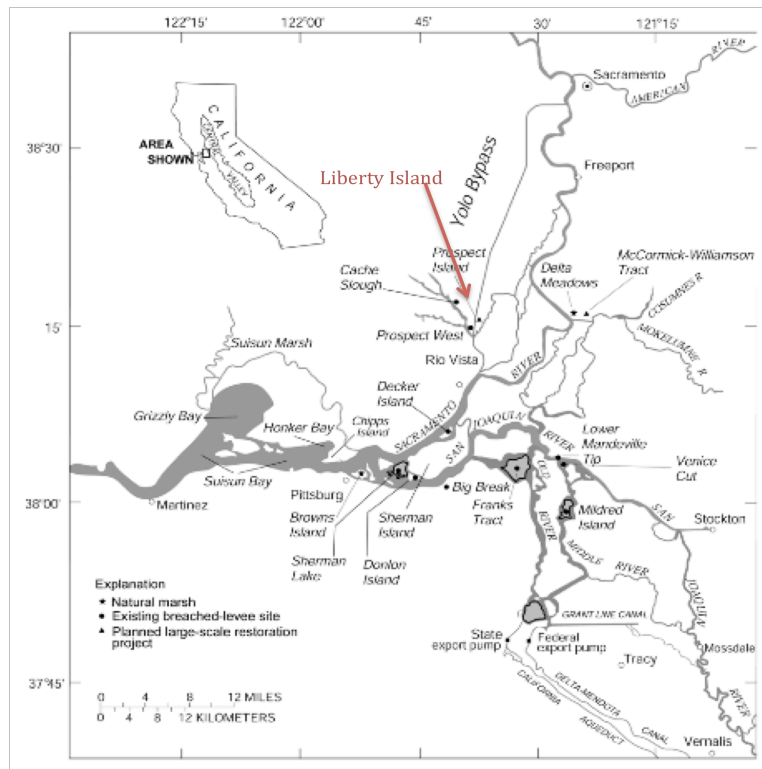 122°15'
122°00'
45'
30'
121°15'
38°30'
15'
38°00'
37°45'
CALIFORNIA
CENTRAL
VALLEY
AREA
SHOWN
Sacramento
AMERICAN
RIVER
Freeport
Yolo Bypass
Liberty Island
Prospect
Island
Cache
Slough
Prospect West
Delta
Meadows
McCormick-Williamson
Tract
COSUMNES R
MOKELUMNE R
Rio Vista
Suisun Marsh
Grizzly Bay
Honker Bay
Chipps
Island
Decker
Island
SACRAMENTO
RIVER
SAN
JOAQUIN
RIVER
Lower
Mandeville
Tip
Venice
Cut
Suisun Bay
Martinez
Pittsburg
Browns
Island
Sherman
Lake
Donlon
Island
Sherman
Island
Big Break
Franks
Tract
OLD
RIVER
Mildred
Island
MIDDLE
RIVER
SAN
JOAQUIN
RIVER
Stockton
GRANT LINE CANAL
State
export pump
Federal
export pump
Tracy
Mossdale
DELTA-MENDOTA
CANAL
CALIFORNIA
AQUEDUCT
Vernalis
Explanation
Natural marsh
Existing breached-levee site
Planned large-scale restoration
project
0 4 8 12 MILES
0 4 8 12 KILOMETERS